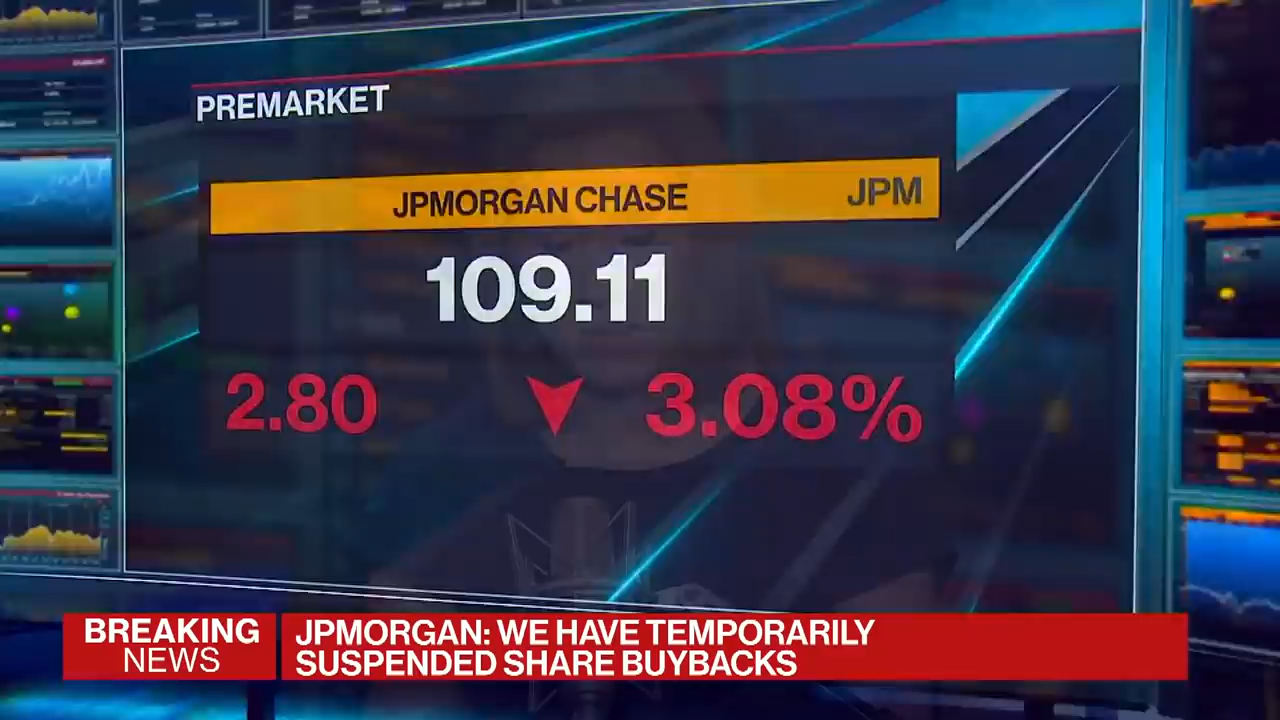 PREMARKET
JPMORGAN CHASE JPM
109.11
2.80 3.08%
BREAKING NEWS
JPMORGAN: WE HAVE TEMPORARILY
SUSPENDED SHARE BUYBACKS